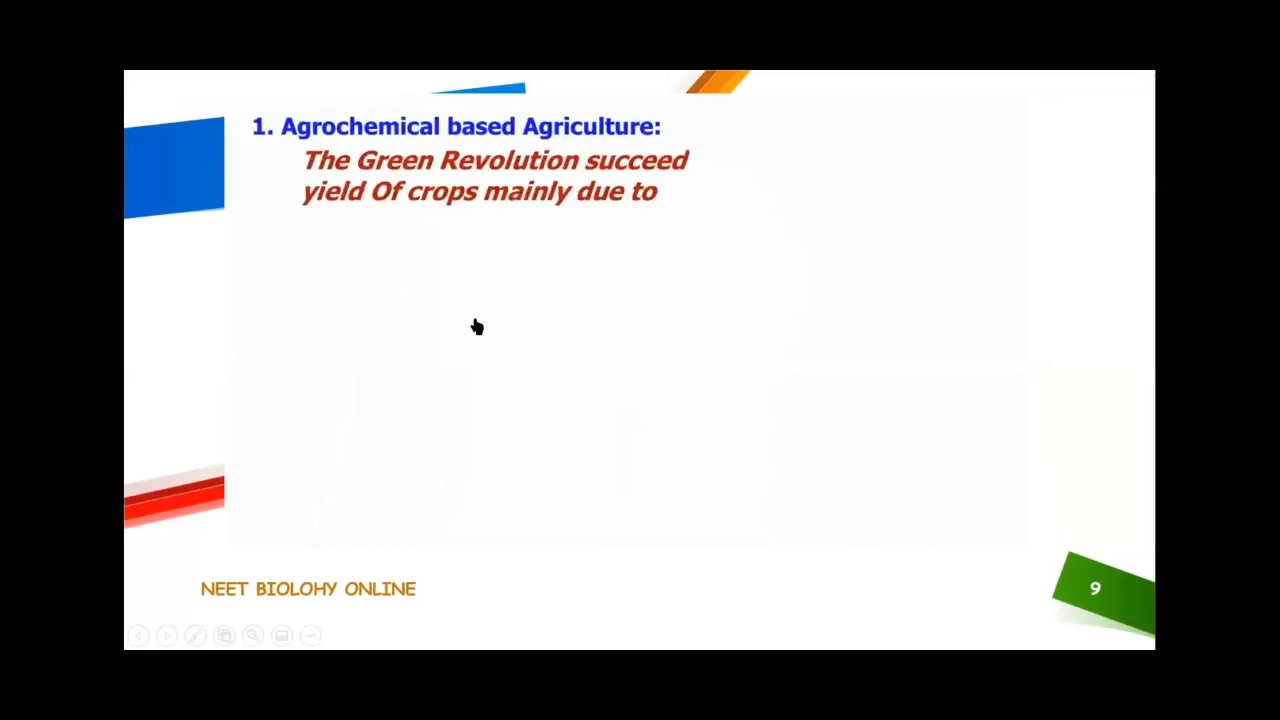 1. Agrochemical based Agriculture:
The Green Revolution succeed
yield Of crops mainly due to
NEET BIOLOHY ONLINE
9